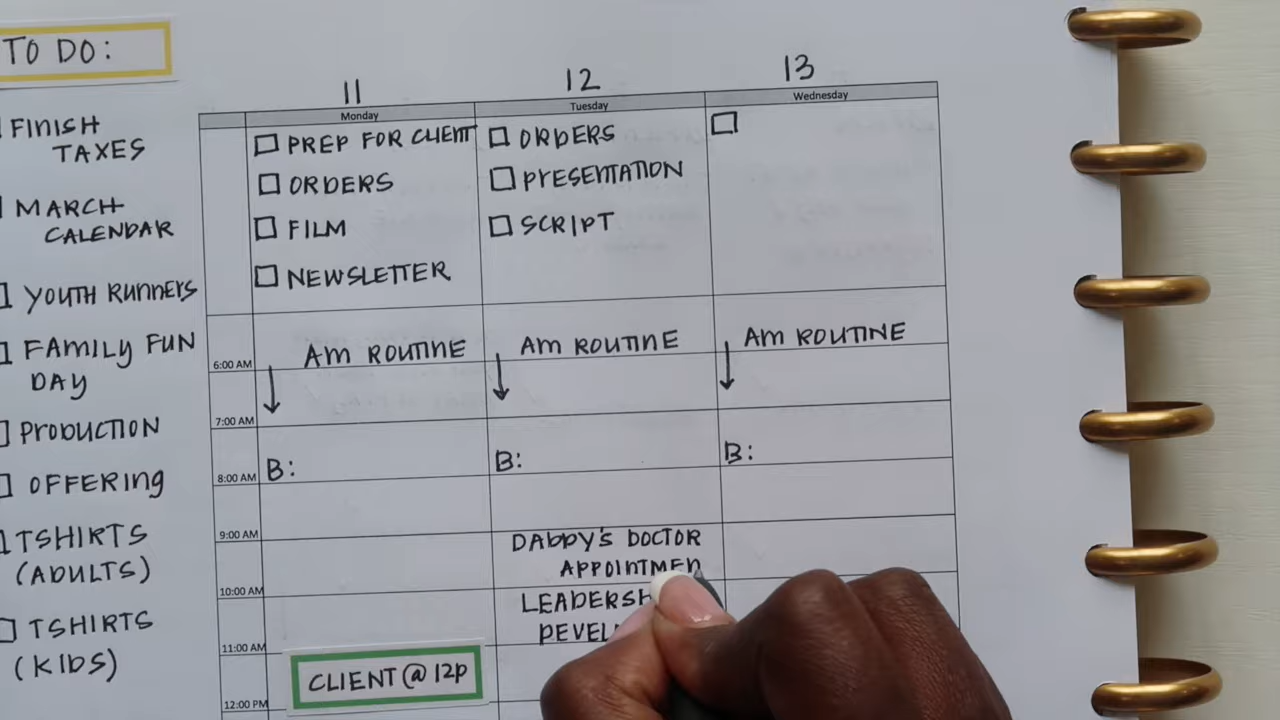 TO DO:
FINISH
TAXES
MARCH
CALENDAR
YOUTH RUNNERS
FAMILY FUN
DAY
PRODUCTION
OFFERING
TSHIRTS
(ADULTS)
TSHIRTS
(KIDS)
11 12 13
Monday Tuesday Wednesday
PREP FOR CLIENT ORDERS
ORDERS PRESENTATION
FILM SCRIPT
NEWSLETTER
AM ROUTINE AM ROUTINE AM ROUTINE
6:00 AM
7:00 AM
B: B: B:
8:00 AM
9:00 AM DADDY'S DOCTOR
APPOINTMEN
10:00 AM LEADERSH
DEVEL
11:00 AM
CLIENT @ 12P
12:00 PM